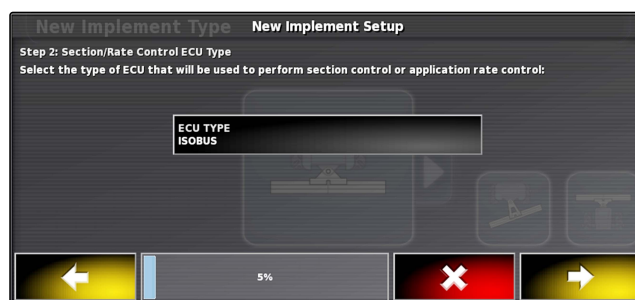 New Implement Type
New Implement Setup
Step 2: Section/Rate Control ECU Type
Select the type of ECU that will be used to perform section control or application rate control:
ECU TYPE
ISOBUS
5%